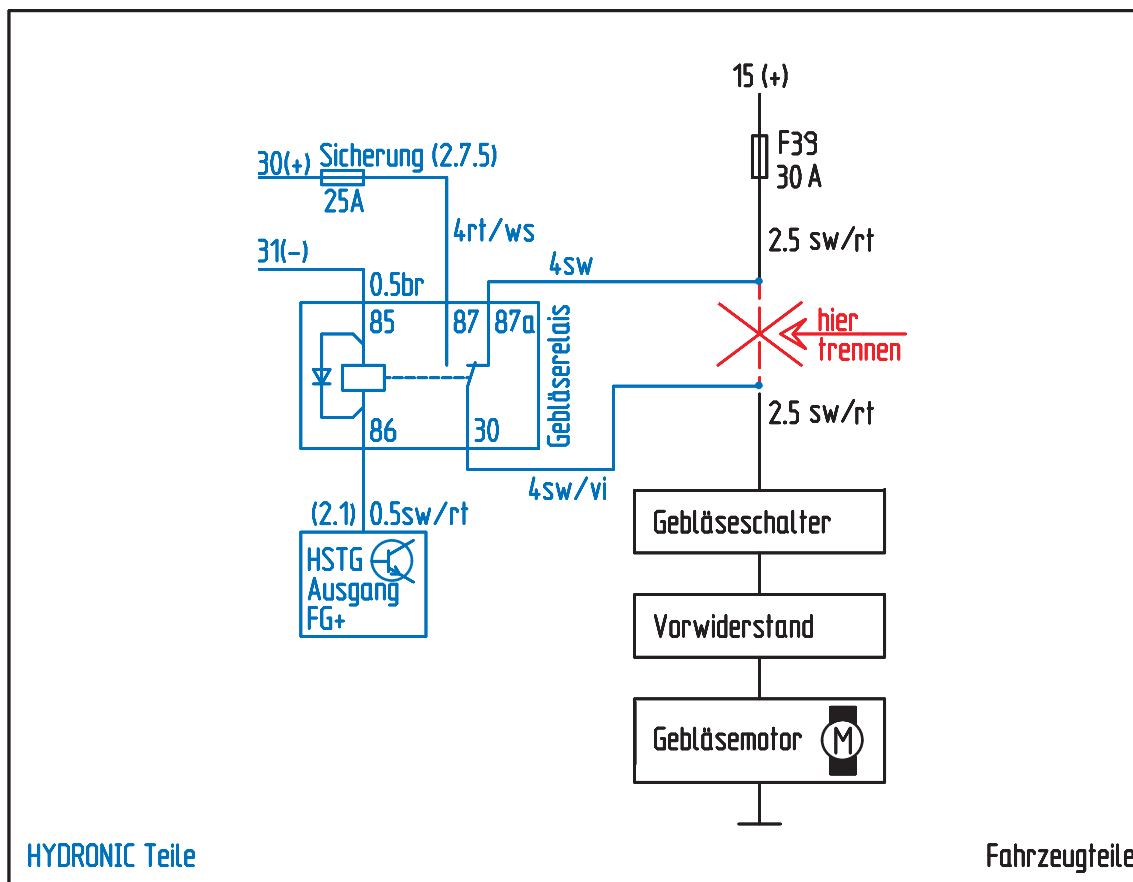 15 (+)
F39
30 A
30(+)
Sicherung (2.7.5)
25A
4rt/ws
2.5 sw/rt
31(-)
4sw
0.5br
85
87
87a
hier
trennen
Gebläserelais
86
30
2.5 sw/rt
4sw/vi
(2.1)
0.5sw/rt
Gebläseschalter
HSTG
Ausgang
FG+
Vorwiderstand
Gebläsemotor
M
HYDRONIC Teile
Fahrzeugteile